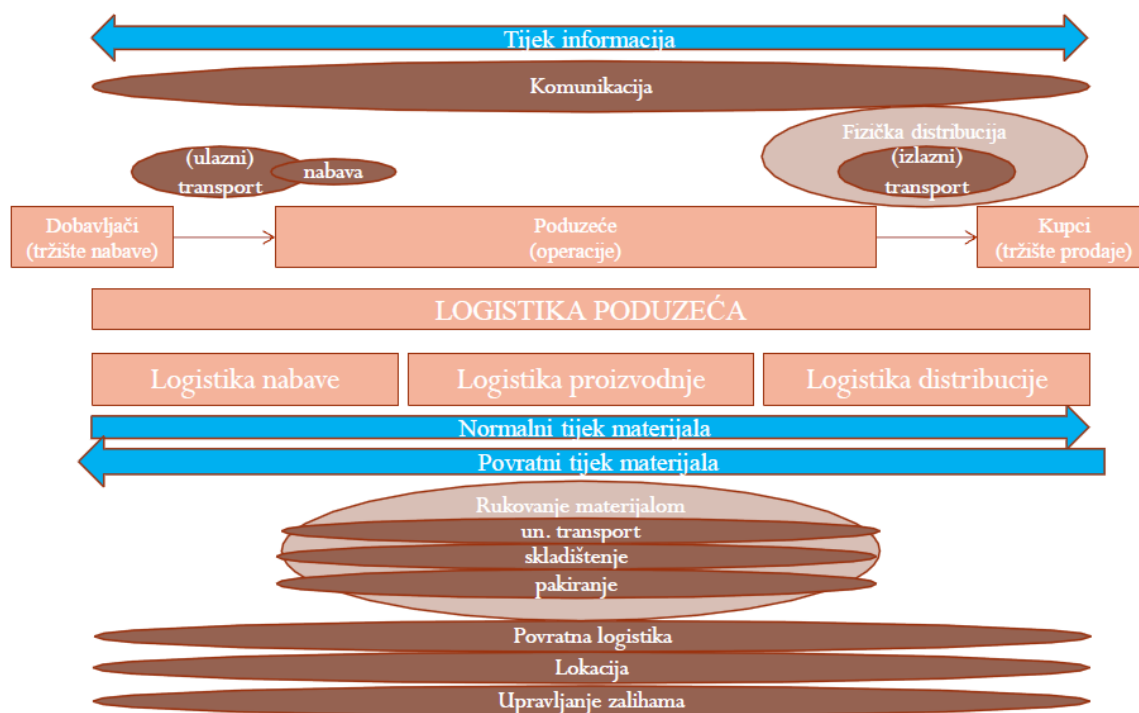 Tijek informacija
Komunikacija
Fizička distribucija
(ulazni)
transport
nabava
(izlazni)
transport
Dobavljači
(tržište nabave)
Poduzeće
(operacije)
Kupci
(tržište prodaje)
LOGISTIKA PODUZEĆA
Logistika nabave
Logistika proizvodnje
Logistika distribucije
Normalni tijek materijala
Povratni tijek materijala
Rukovanje materijalom
un. transport
skladištenje
pakiranje
Povratna logistika
Lokacija
Upravljanje zalihama